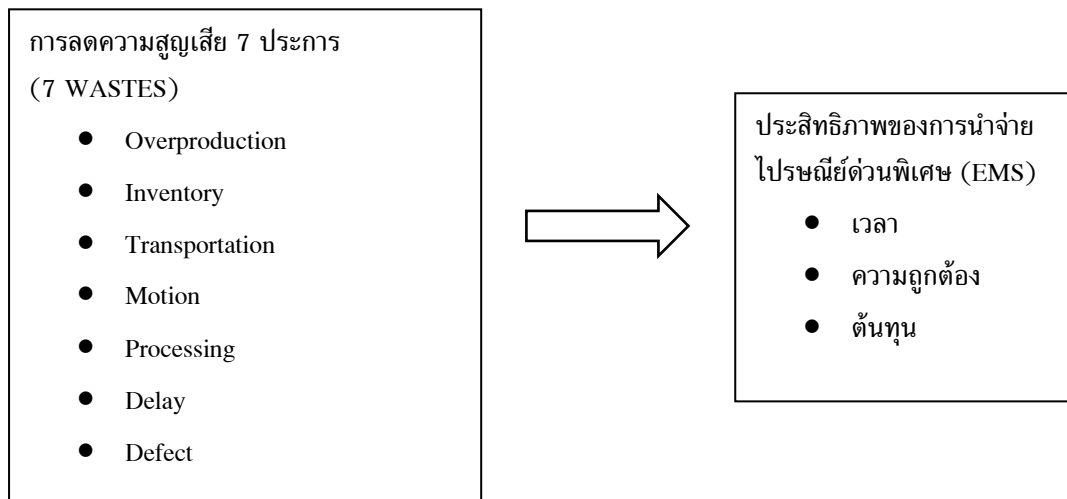 การลดความสูญเสีย 7 ประการ
(7 WASTES)
● Overproduction
● Inventory
● Transportation
● Motion
● Processing
● Delay
● Defect
ประสิทธิภาพของการนำจ่าย
ไปรษณีย์ด่วนพิเศษ (EMS)
● เวลา
● ความถูกต้อง
● ต้นทุน